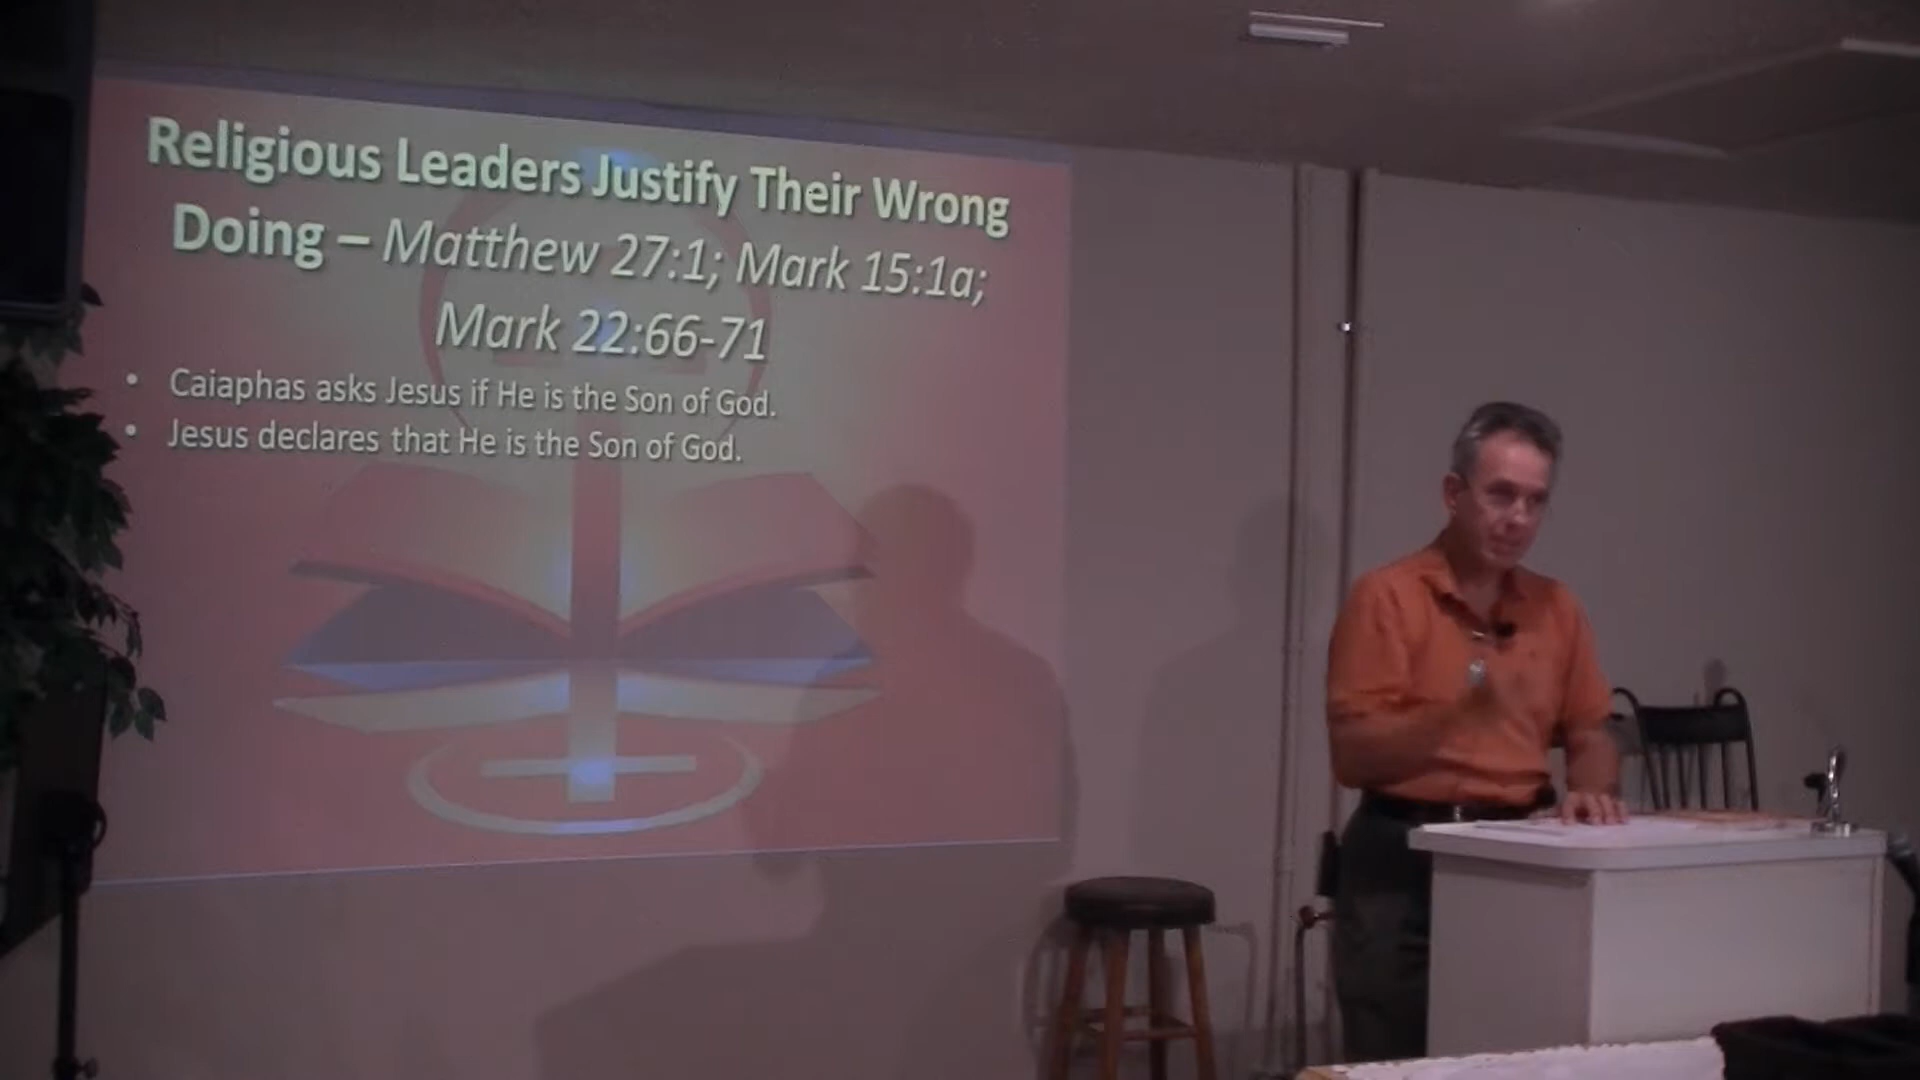 Religious Leaders Justify Their Wrong
Doing – Matthew 27:1; Mark 15:1a;
Mark 22:66-71
• Caiaphas asks Jesus if He is the Son of God.
• Jesus declares that He is the Son of God.